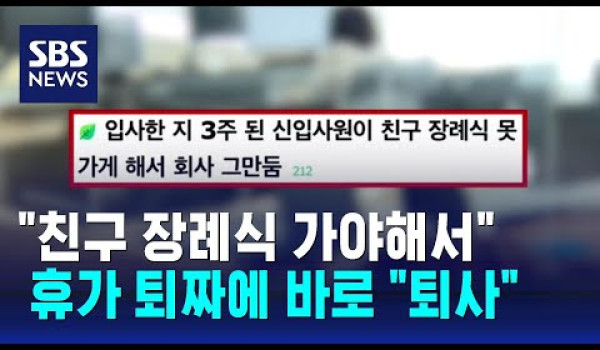 SBS
NEWS
입사한 지 3주 된 신입사원이 친구 장례식 못
가게 해서 회사 그만둠 212
"친구 장례식 가야해서"
휴가 퇴짜에 바로 "퇴사"